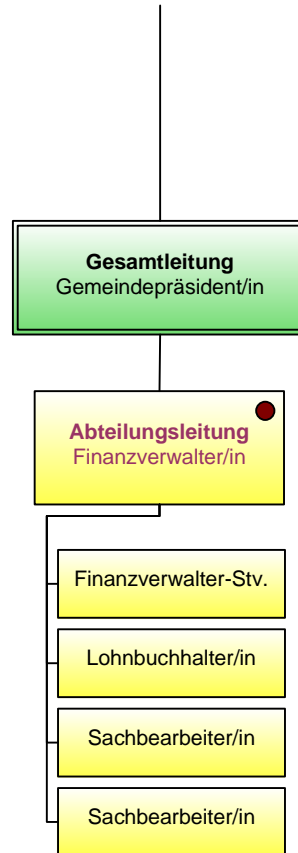 Gesamtleitung
Gemeindepräsident/in
Abteilungsleitung
Finanzverwalter/in
Finanzverwalter-Stv.
Lohnbuchhalter/in
Sachbearbeiter/in
Sachbearbeiter/in